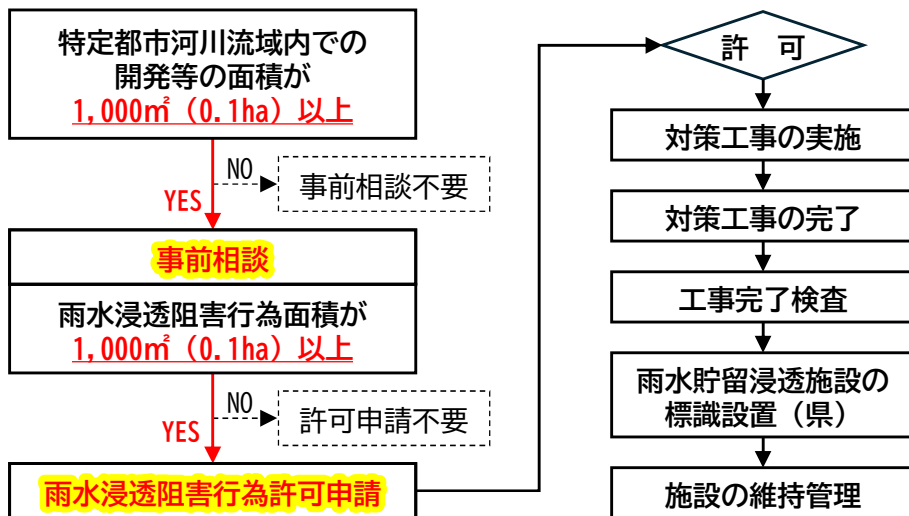 特定都市河川流域内での
開発等の面積が
1,000㎡（0.1ha）以上
NO
事前相談不要
YES
事前相談
雨水浸透阻害行為面積が
1,000㎡（0.1ha）以上
NO
許可申請不要
YES
雨水浸透阻害行為許可申請
許　可
対策工事の実施
対策工事の完了
工事完了検査
雨水貯留浸透施設の
標識設置（県）
施設の維持管理